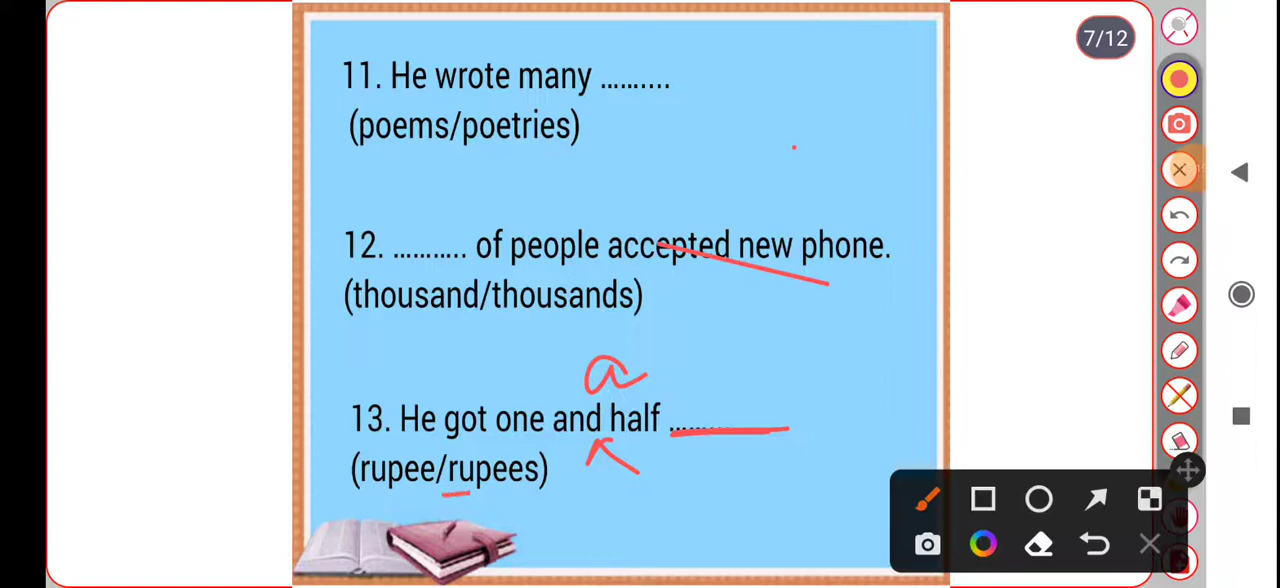 7/12
11. He wrote many .........
(poems/poetries)
12. ........... of people accepted new phone.
(thousand/thousands)
a
13. He got one and half .........
(rupee/rupees)